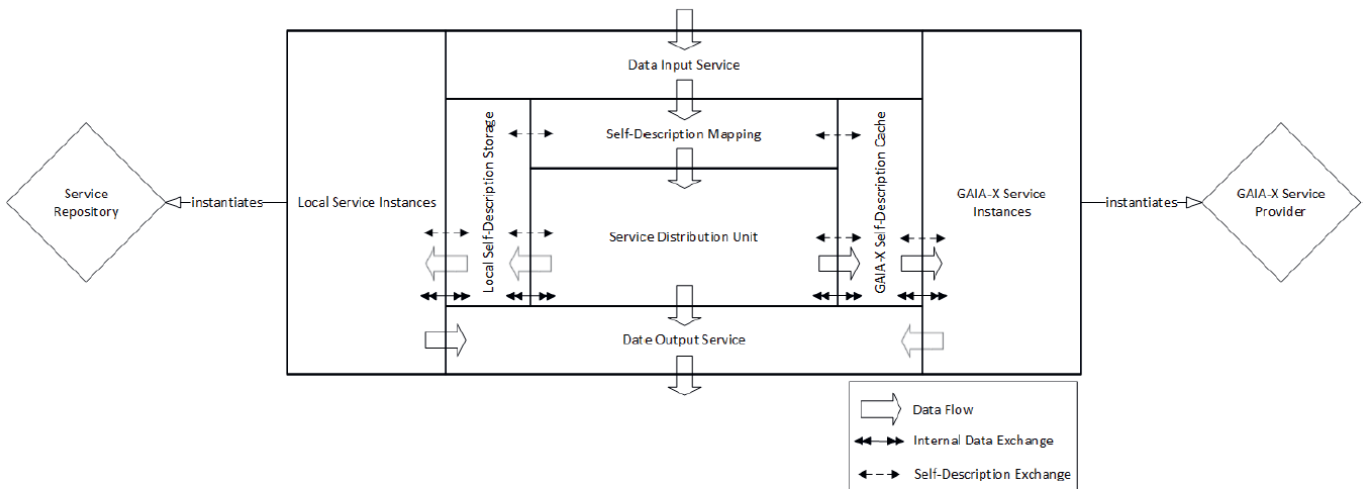 Data Input Service
Self-Description Mapping
Local Self-Description Storage
GAIA-X Self-Description Cache
Service
Repository
instantiates
Local Service Instances
Service Distribution Unit
GAIA-X Service
Instances
instantiates
GAIA-X Service
Provider
Date Output Service
Data Flow
Internal Data Exchange
Self-Description Exchange